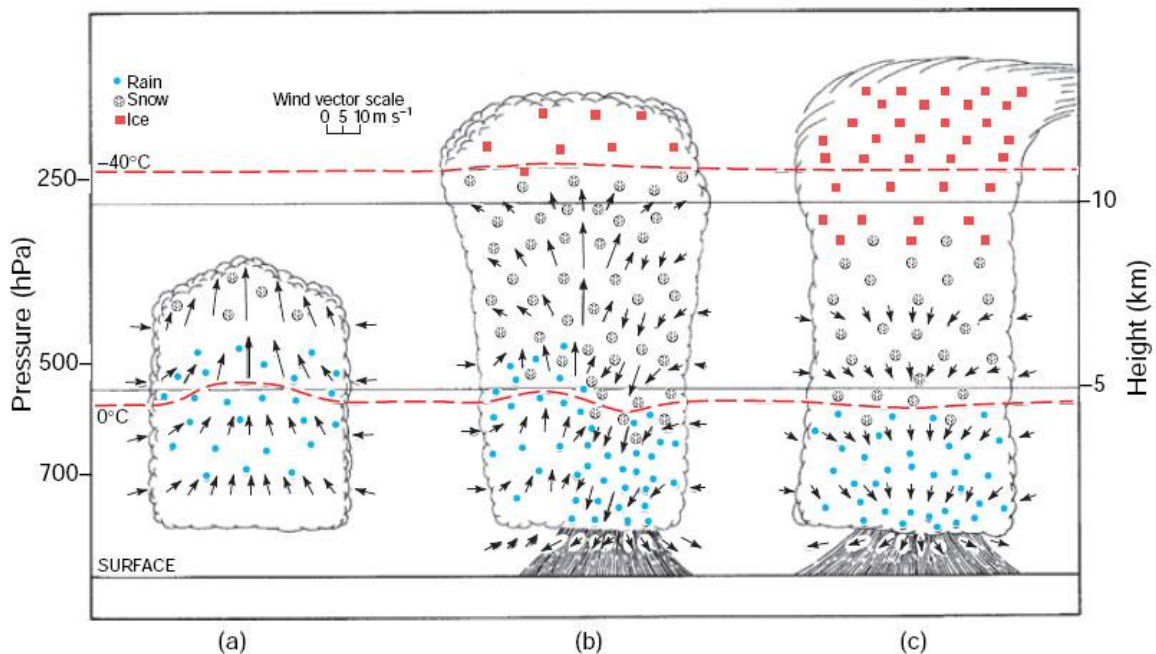 Rain
Snow
Ice
Wind vector scale
0 5 10 m s⁻¹
−40°C
250
10
Pressure (hPa)
Height (km)
500
5
0°C
700
SURFACE
(a) (b) (c)